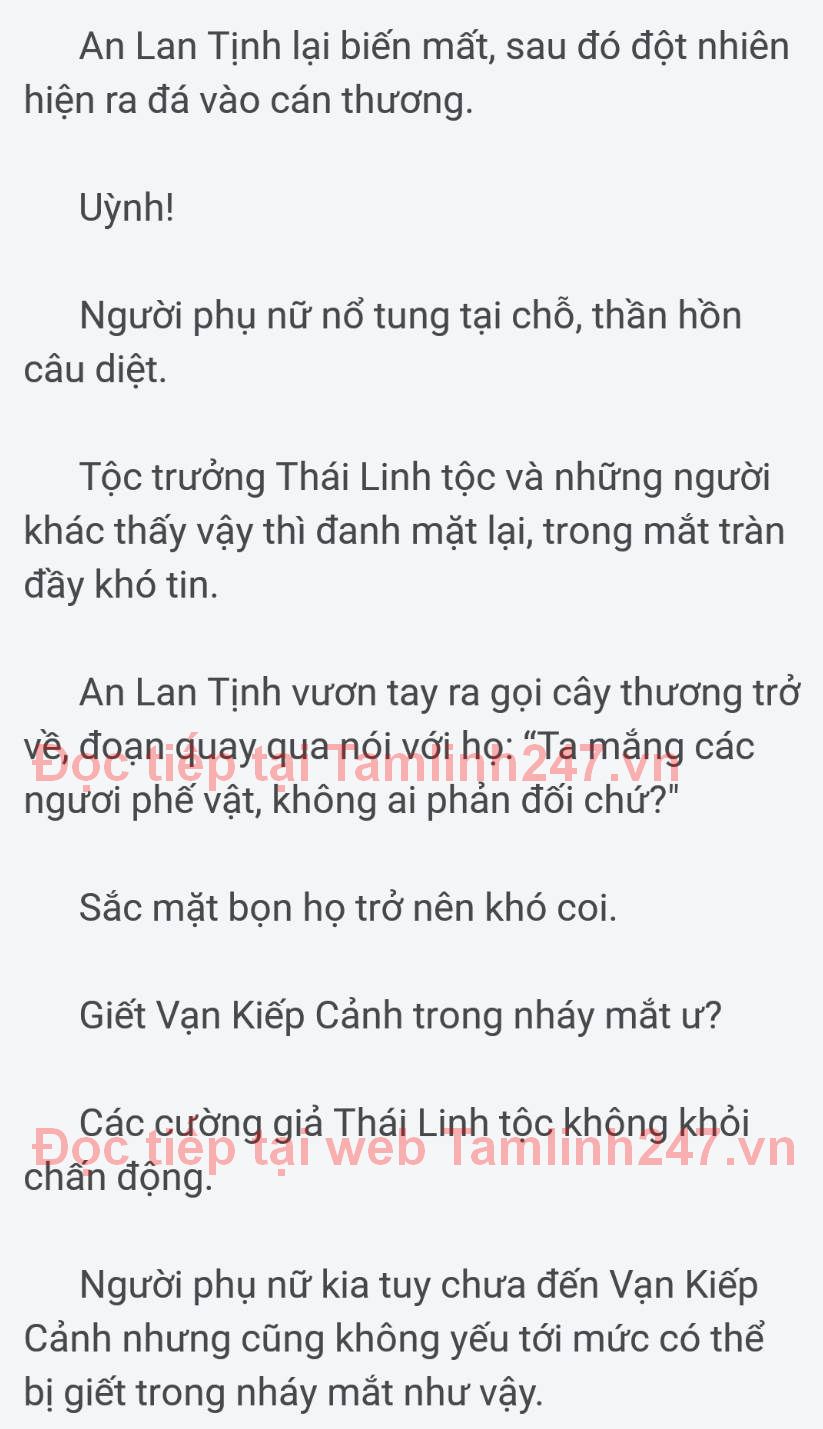 An Lan Tịnh lại biến mất, sau đó đột nhiên
hiện ra đá vào cán thương.
Uỳnh!
Người phụ nữ nổ tung tại chỗ, thần hồn
câu diệt.
Tộc trưởng Thái Linh tộc và những người
khác thấy vậy thì đanh mặt lại, trong mắt tràn
đầy khó tin.
An Lan Tịnh vươn tay ra gọi cây thương trở
về, đoạn quay qua nói với họ: “Ta mắng các
Đọc tiếp tại Tamlinh247.vn
ngươi phế vật, không ai phản đối chứ?"
Sắc mặt bọn họ trở nên khó coi.
Giết Vạn Kiếp Cảnh trong nháy mắt ư?
Các cường giả Thái Linh tộc không khỏi
Đọc tiếp tại web Tamlinh247.vn
chấn động.
Người phụ nữ kia tuy chưa đến Vạn Kiếp
Cảnh nhưng cũng không yếu tới mức có thể
bị giết trong nháy mắt như vậy.